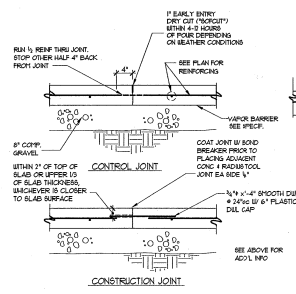 1" EARLY ENTRY
DRY CUT ("SOFCUT")
WITHIN 4-12 HOURS
OF POUR DEPENDING
ON WEATHER CONDITIONS
RUN ½ REINF THRU JOINT.
STOP OTHER HALF 4" BACK
FROM JOINT
4"
SEE PLAN FOR
REINFORCING
VAPOR BARRIER
SEE SPECIF.
8" COMP.
GRAVEL
CONTROL JOINT
COAT JOINT W/ BOND
BREAKER PRIOR TO
PLACING ADJACENT
CONC & RADIUS TOOL
JOINT EA SIDE ⅛"
WITHIN 2" OF TOP OF
SLAB OR UPPER 1/3
OF SLAB THICKNESS,
WHICHEVER IS CLOSER
TO SLAB SURFACE
¾"Φ x'-4" SMOOTH DW
@ 24"oc W/ 6" PLASTIC
DWL CAP
SEE ABOVE FOR
ADD'L INFO
CONSTRUCTION JOINT